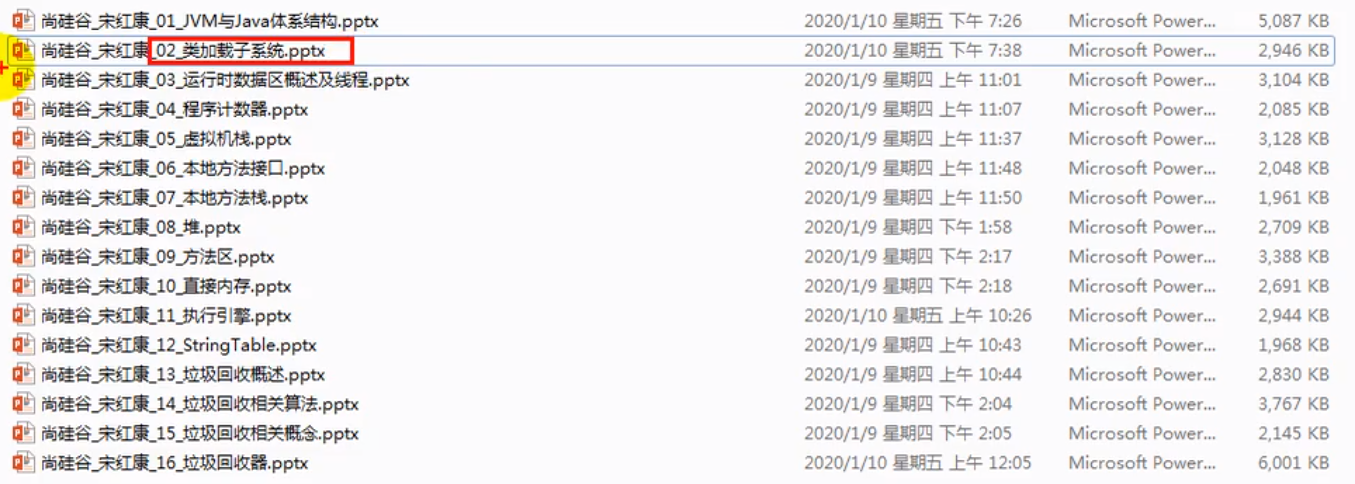 尚硅谷_宋红康_01_JVM与Java体系结构.pptx 2020/1/10 星期五 下午 7:26 Microsoft Power... 5,087 KB
尚硅谷_宋红康_02_类加载子系统.pptx 2020/1/10 星期五 下午 7:38 Microsoft Power... 2,946 KB
尚硅谷_宋红康_03_运行时数据区概述及线程.pptx 2020/1/9 星期四 上午 11:01 Microsoft Power... 3,104 KB
尚硅谷_宋红康_04_程序计数器.pptx 2020/1/9 星期四 上午 11:07 Microsoft Power... 2,085 KB
尚硅谷_宋红康_05_虚拟机栈.pptx 2020/1/9 星期四 上午 11:37 Microsoft Power... 3,128 KB
尚硅谷_宋红康_06_本地方法接口.pptx 2020/1/9 星期四 上午 11:48 Microsoft Power... 2,048 KB
尚硅谷_宋红康_07_本地方法栈.pptx 2020/1/9 星期四 上午 11:50 Microsoft Power... 1,961 KB
尚硅谷_宋红康_08_堆.pptx 2020/1/9 星期四 下午 1:58 Microsoft Power... 2,709 KB
尚硅谷_宋红康_09_方法区.pptx 2020/1/9 星期四 下午 2:17 Microsoft Power... 3,388 KB
尚硅谷_宋红康_10_直接内存.pptx 2020/1/9 星期四 下午 2:18 Microsoft Power... 2,691 KB
尚硅谷_宋红康_11_执行引擎.pptx 2020/1/10 星期五 上午 10:26 Microsoft Power... 2,944 KB
尚硅谷_宋红康_12_StringTable.pptx 2020/1/9 星期四 上午 10:43 Microsoft Power... 1,968 KB
尚硅谷_宋红康_13_垃圾回收概述.pptx 2020/1/9 星期四 上午 10:44 Microsoft Power... 2,830 KB
尚硅谷_宋红康_14_垃圾回收相关算法.pptx 2020/1/9 星期四 下午 2:04 Microsoft Power... 3,767 KB
尚硅谷_宋红康_15_垃圾回收相关概念.pptx 2020/1/9 星期四 下午 2:05 Microsoft Power... 2,145 KB
尚硅谷_宋红康_16_垃圾回收器.pptx 2020/1/10 星期五 上午 12:05 Microsoft Power... 6,001 KB